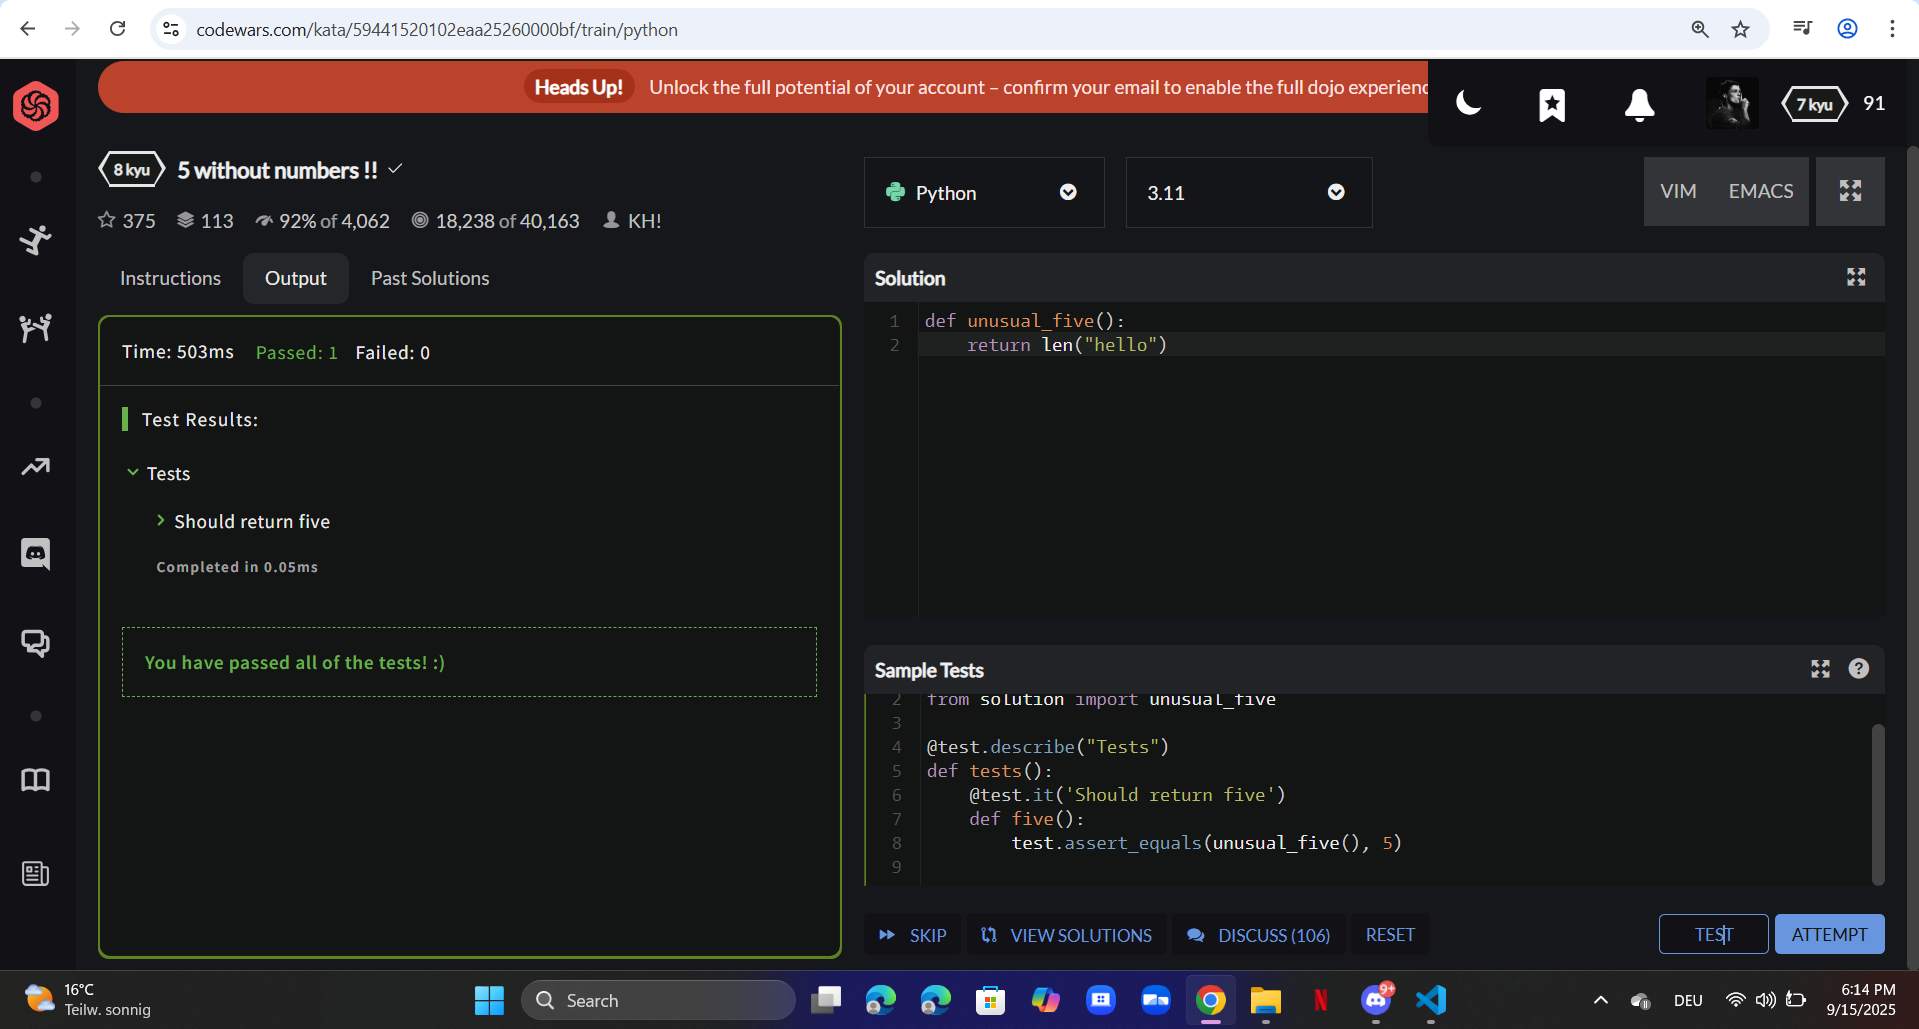 codewars.com/kata/59441520102eaa25260000bf/train/python
Heads Up! Unlock the full potential of your account – confirm your email to enable the full dojo experienc
7 kyu 91
8 kyu 5 without numbers !!
375 113 92% of 4,062 18,238 of 40,163 KH!
Python
3.11
VIM EMACS
Instructions Output Past Solutions
Time: 503ms Passed: 1 Failed: 0
Test Results:
Tests
Should return five
Completed in 0.05ms
You have passed all of the tests! :)
Solution
1 def unusual_five():
2 return len("hello")
Sample Tests
2 from solution import unusual_five
3
4 @test.describe("Tests")
5 def tests():
6 @test.it('Should return five')
7 def five():
8 test.assert_equals(unusual_five(), 5)
9
SKIP VIEW SOLUTIONS DISCUSS (106) RESET TEST ATTEMPT
16°C
Teilw. sonnig
Search
N
9+
DEU
6:14 PM
9/15/2025